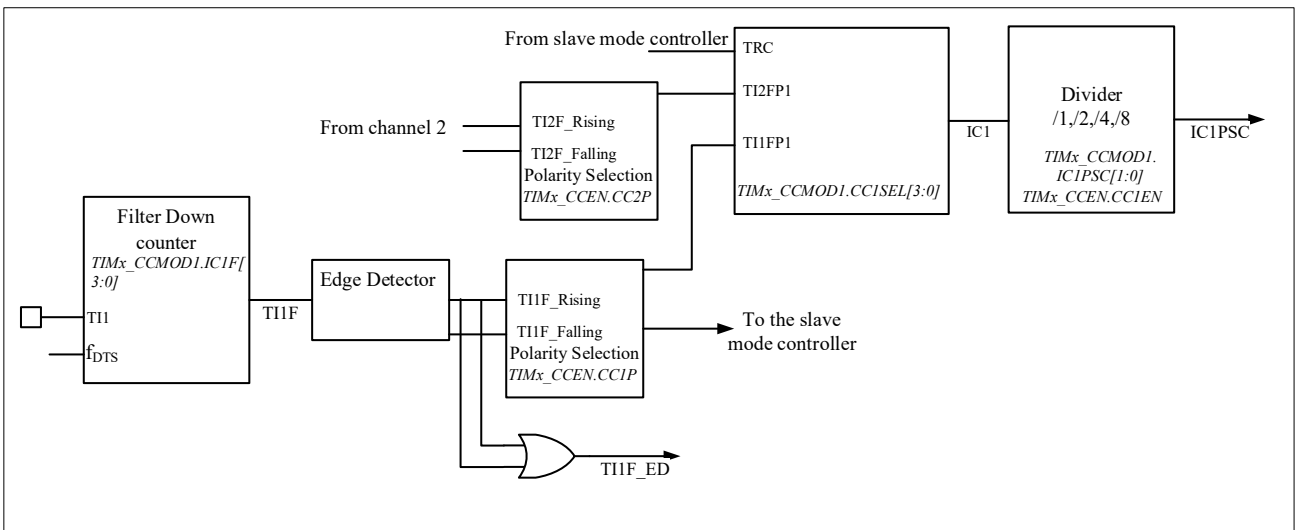 From slave mode controller
TRC
TI2FP1
TI1FP1
TIMx_CCMOD1.CC1SEL[3:0]
From channel 2
TI2F_Rising
TI2F_Falling
Polarity Selection
TIMx_CCEN.CC2P
IC1
Divider
/1,/2,/4,/8
TIMx_CCMOD1.
IC1PSC[1:0]
TIMx_CCEN.CC1EN
IC1PSC
Filter Down
counter
TIMx_CCMOD1.IC1F[
3:0]
TI1
fDTS
TI1F
Edge Detector
TI1F_Rising
TI1F_Falling
Polarity Selection
TIMx_CCEN.CC1P
To the slave
mode controller
TI1F_ED